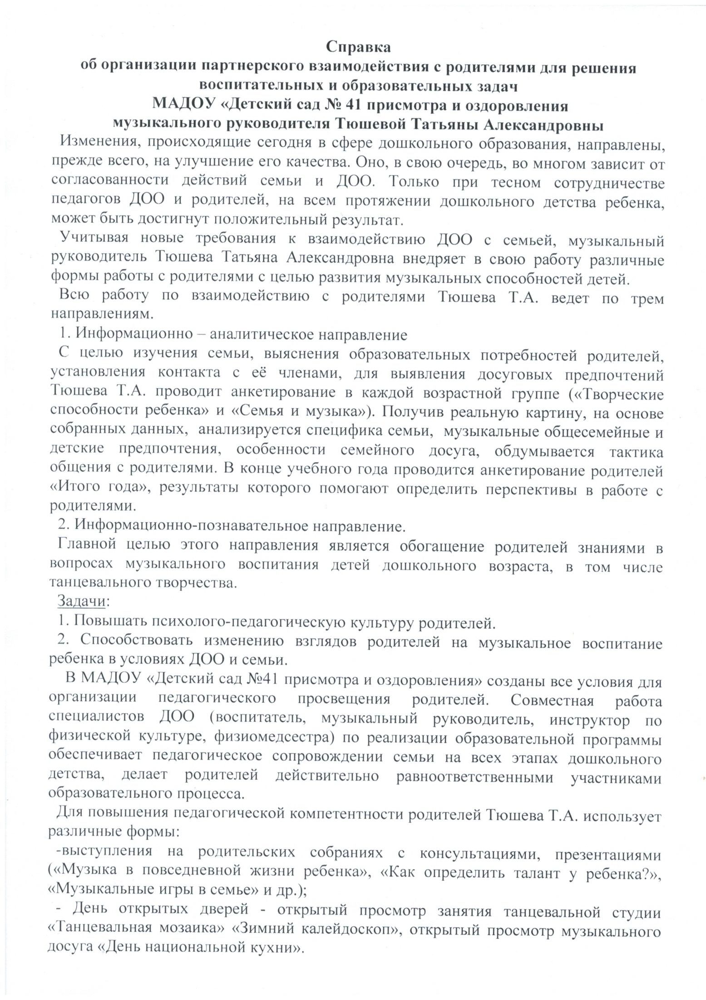 Справка
об организации партнерского взаимодействия с родителями для решения
воспитательных и образовательных задач
МАДОУ «Детский сад № 41 присмотра и оздоровления
музыкального руководителя Тюшевой Татьяны Александровны
Изменения, происходящие сегодня в сфере дошкольного образования, направлены,
прежде всего, на улучшение его качества. Оно, в свою очередь, во многом зависит от
согласованности действий семьи и ДОО. Только при тесном сотрудничестве
педагогов ДОО и родителей, на всем протяжении дошкольного детства ребенка,
может быть достигнут положительный результат.
Учитывая новые требования к взаимодействию ДОО с семьей, музыкальный
руководитель Тюшева Татьяна Александровна внедряет в свою работу различные
формы работы с родителями с целью развития музыкальных способностей детей.
Всю работу по взаимодействию с родителями Тюшева Т.А. ведет по трем
направлениям.
1. Информационно – аналитическое направление
С целью изучения семьи, выяснения образовательных потребностей родителей,
установления контакта с её членами, для выявления досуговых предпочтений
Тюшева Т.А. проводит анкетирование в каждой возрастной группе («Творческие
способности ребенка» и «Семья и музыка»). Получив реальную картину, на основе
собранных данных, анализируется специфика семьи, музыкальные общесемейные и
детские предпочтения, особенности семейного досуга, обдумывается тактика
общения с родителями. В конце учебного года проводится анкетирование родителей
«Итого года», результаты которого помогают определить перспективы в работе с
родителями.
2. Информационно-познавательное направление.
Главной целью этого направления является обогащение родителей знаниями в
вопросах музыкального воспитания детей дошкольного возраста, в том числе
танцевального творчества.
Задачи:
1. Повышать психолого-педагогическую культуру родителей.
2. Способствовать изменению взглядов родителей на музыкальное воспитание
ребенка в условиях ДОО и семьи.
В МАДОУ «Детский сад №41 присмотра и оздоровления» созданы все условия для
организации педагогического просвещения родителей. Совместная работа
специалистов ДОО (воспитатель, музыкальный руководитель, инструктор по
физической культуре, физиомедсестра) по реализации образовательной программы
обеспечивает педагогическое сопровождении семьи на всех этапах дошкольного
детства, делает родителей действительно равноответственными участниками
образовательного процесса.
Для повышения педагогической компетентности родителей Тюшева Т.А. использует
различные формы:
-выступления на родительских собраниях с консультациями, презентациями
(«Музыка в повседневной жизни ребенка», «Как определить талант у ребенка?»,
«Музыкальные игры в семье» и др.);
- День открытых дверей - открытый просмотр занятия танцевальной студии
«Танцевальная мозаика» «Зимний калейдоскоп», открытый просмотр музыкального
досуга «День национальной кухни».